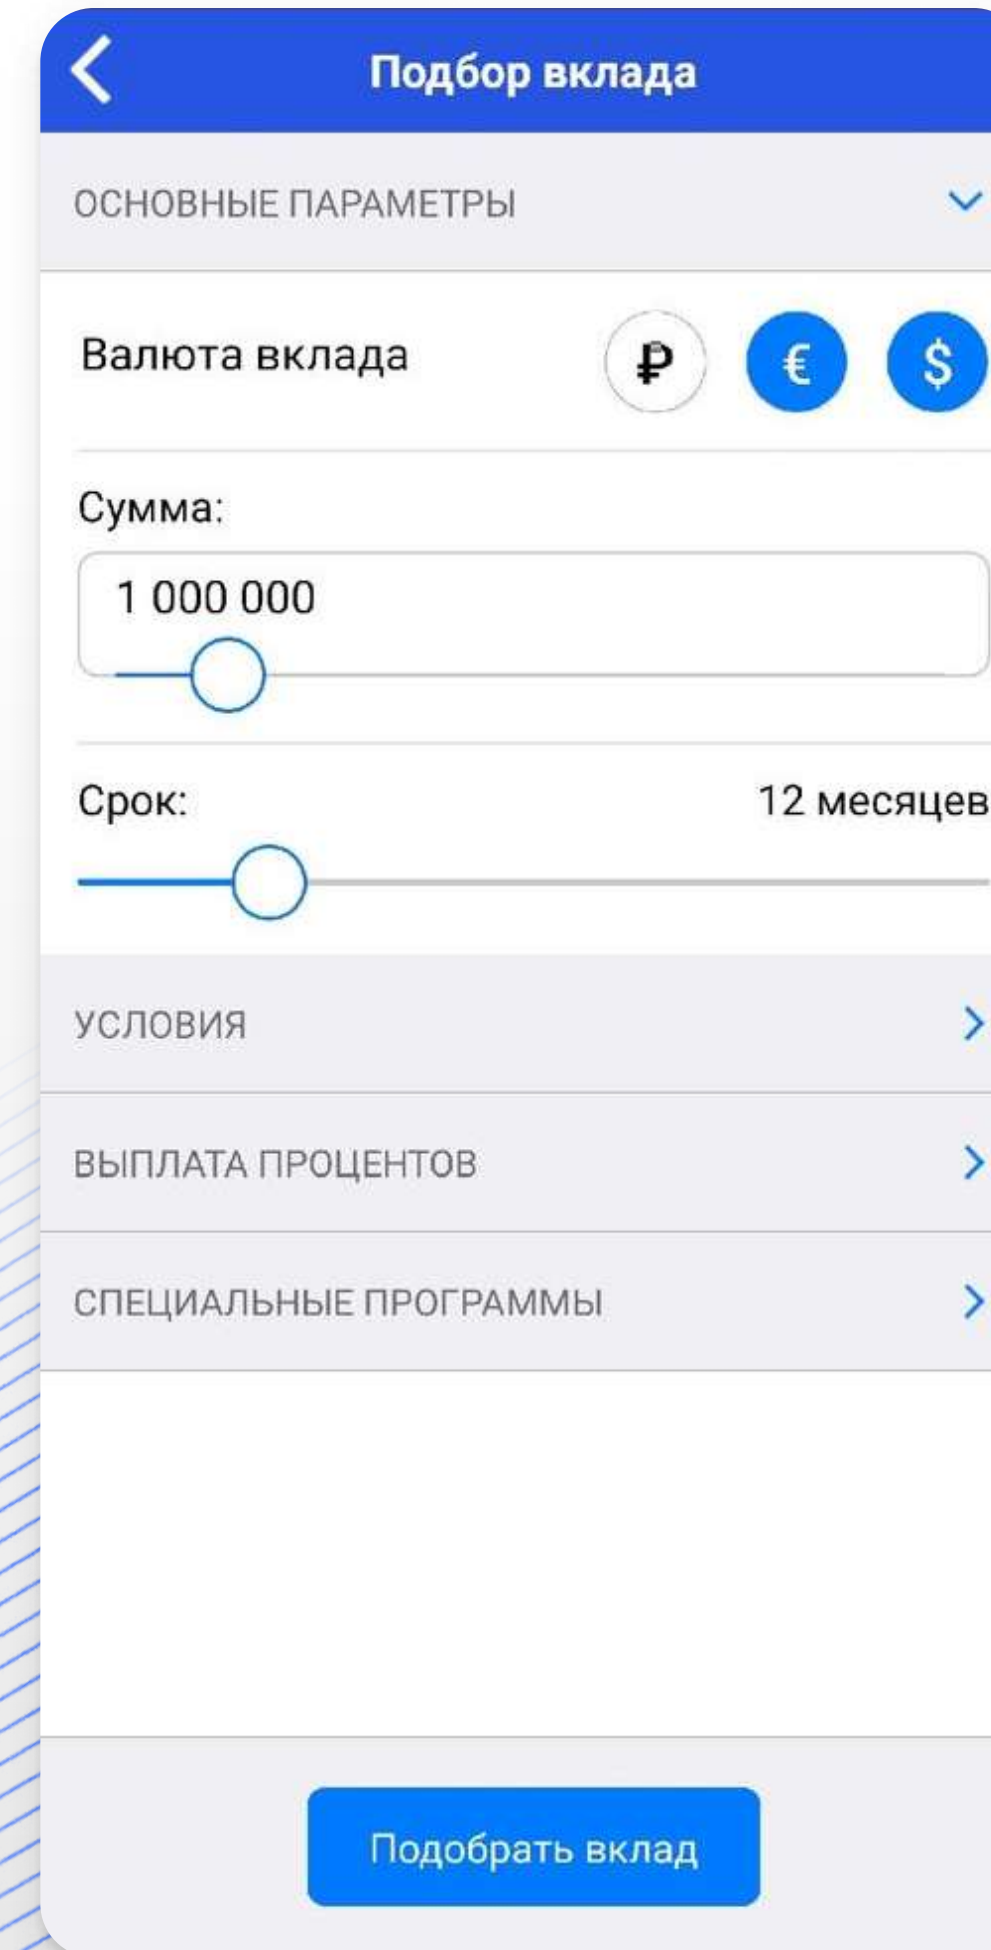 Подбор вклада
ОСНОВНЫЕ ПАРАМЕТРЫ
Валюта вклада ₽ € $
Сумма:
1 000 000
Срок: 12 месяцев
УСЛОВИЯ
ВЫПЛАТА ПРОЦЕНТОВ
СПЕЦИАЛЬНЫЕ ПРОГРАММЫ
Подобрать вклад